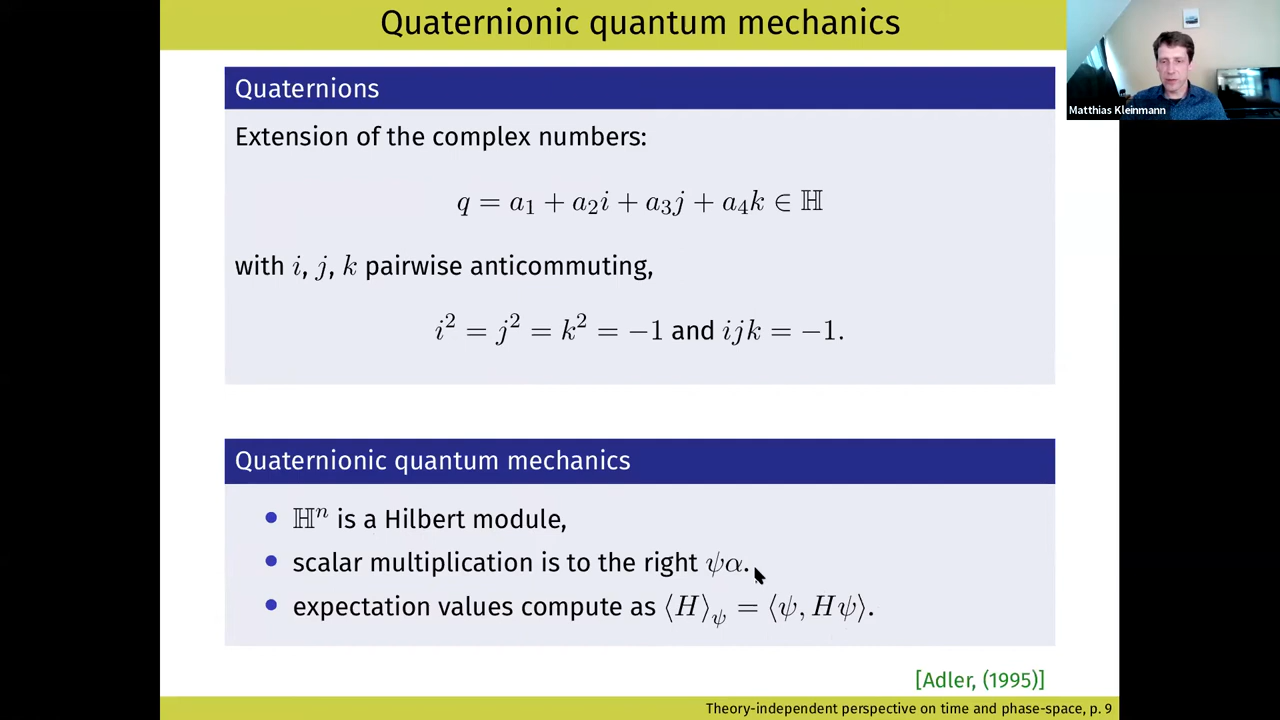 Quaternionic quantum mechanics
Matthias Kleinmann
Quaternions
Extension of the complex numbers:
q = a₁ + a₂i + a₃j + a₄k ∈ ℍ
with i, j, k pairwise anticommuting,
i² = j² = k² = −1 and ijk = −1.
Quaternionic quantum mechanics
• ℍⁿ is a Hilbert module,
• scalar multiplication is to the right ψα.
• expectation values compute as ⟨H⟩_ψ = ⟨ψ, Hψ⟩.
[Adler, (1995)]
Theory-independent perspective on time and phase-space, p. 9